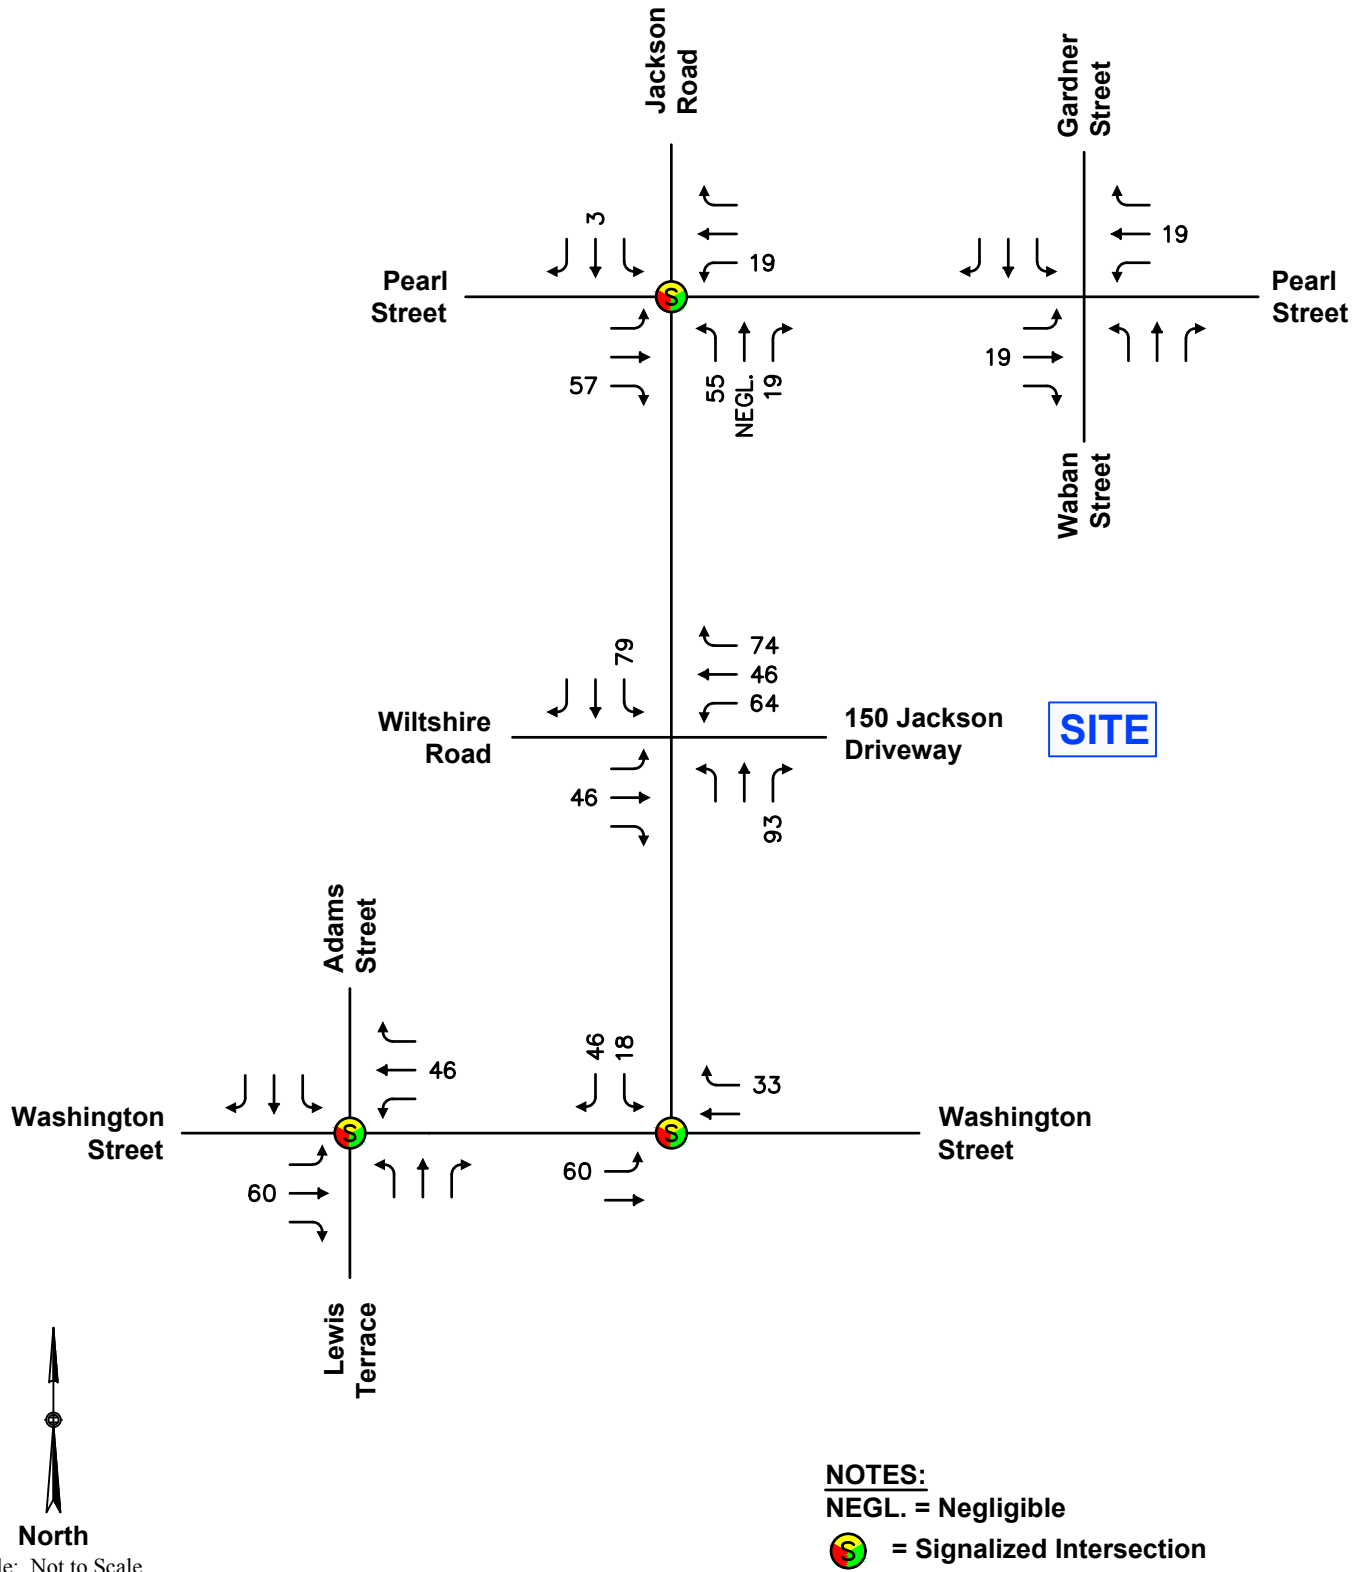 Jackson
Road
Gardner
Street
3
19
19
Pearl
Street
S
Pearl
Street
57
55
NEGL.
19
19
Waban
Street
79
74
46
64
Wiltshire
Road
150 Jackson
Driveway
SITE
46
93
Adams
Street
46
46
18
33
Washington
Street
S
S
Washington
Street
60
60
Lewis
Terrace
NOTES:
NEGL. = Negligible
S = Signalized Intersection
North
Not to Scale